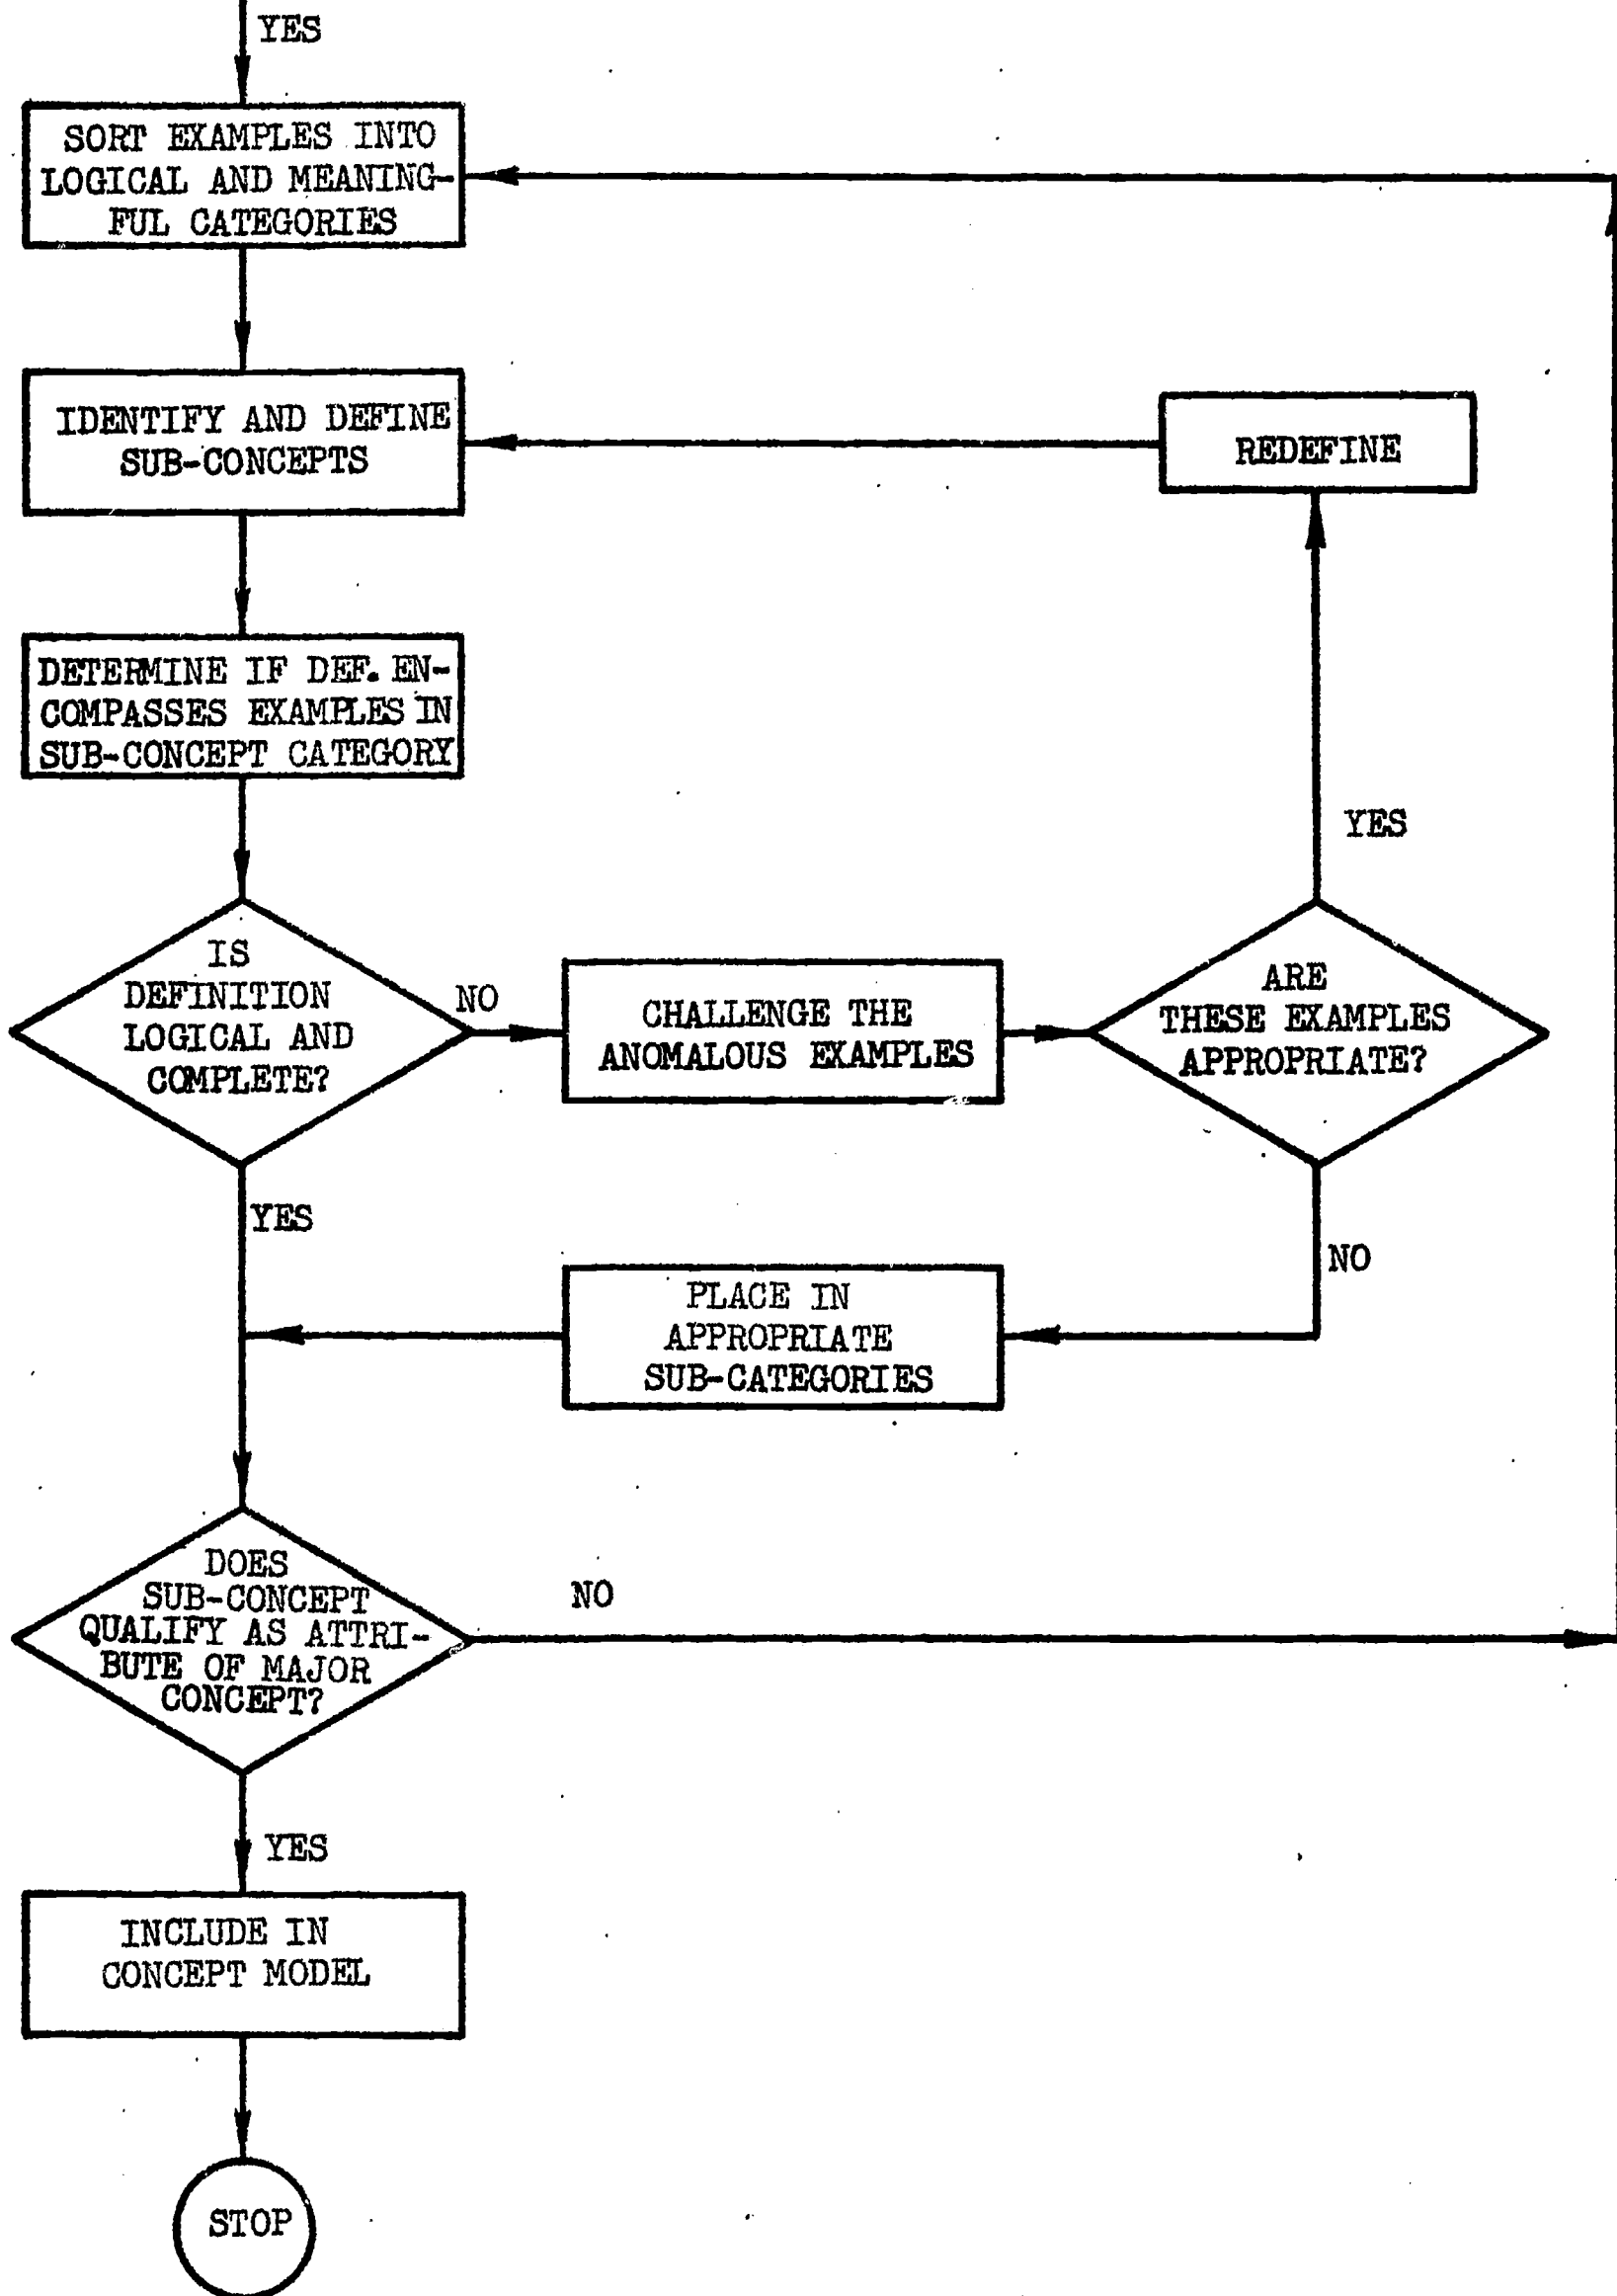 YES
SORT EXAMPLES INTO
LOGICAL AND MEANING-
FUL CATEGORIES
IDENTIFY AND DEFINE
SUB-CONCEPTS
REDEFINE
DETERMINE IF DEF. EN-
COMPASSES EXAMPLES IN
SUB-CONCEPT CATEGORY
YES
IS
DEFINITION
LOGICAL AND
COMPLETE?
NO
CHALLENGE THE
ANOMALOUS EXAMPLES
ARE
THESE EXAMPLES
APPROPRIATE?
YES
NO
PLACE IN
APPROPRIATE
SUB-CATEGORIES
DOES
SUB-CONCEPT
QUALIFY AS ATTRI-
BUTE OF MAJOR
CONCEPT?
NO
YES
INCLUDE IN
CONCEPT MODEL
STOP